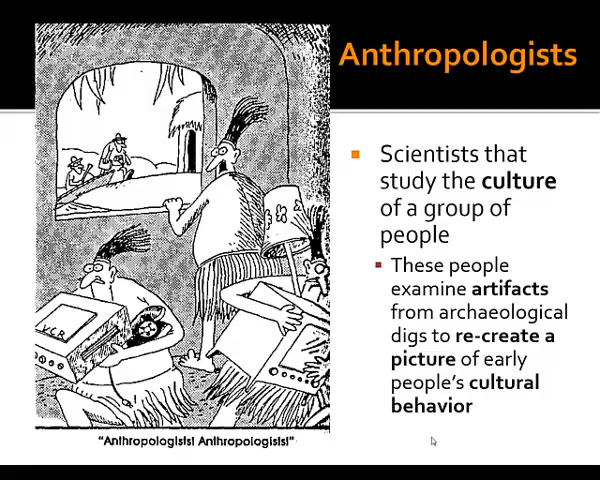 Anthropologists
Scientists that
study the culture
of a group of
people
These people
examine artifacts
from archaeological
digs to re-create a
picture of early
people's cultural
behavior
VCR
"Anthropologists! Anthropologists!"